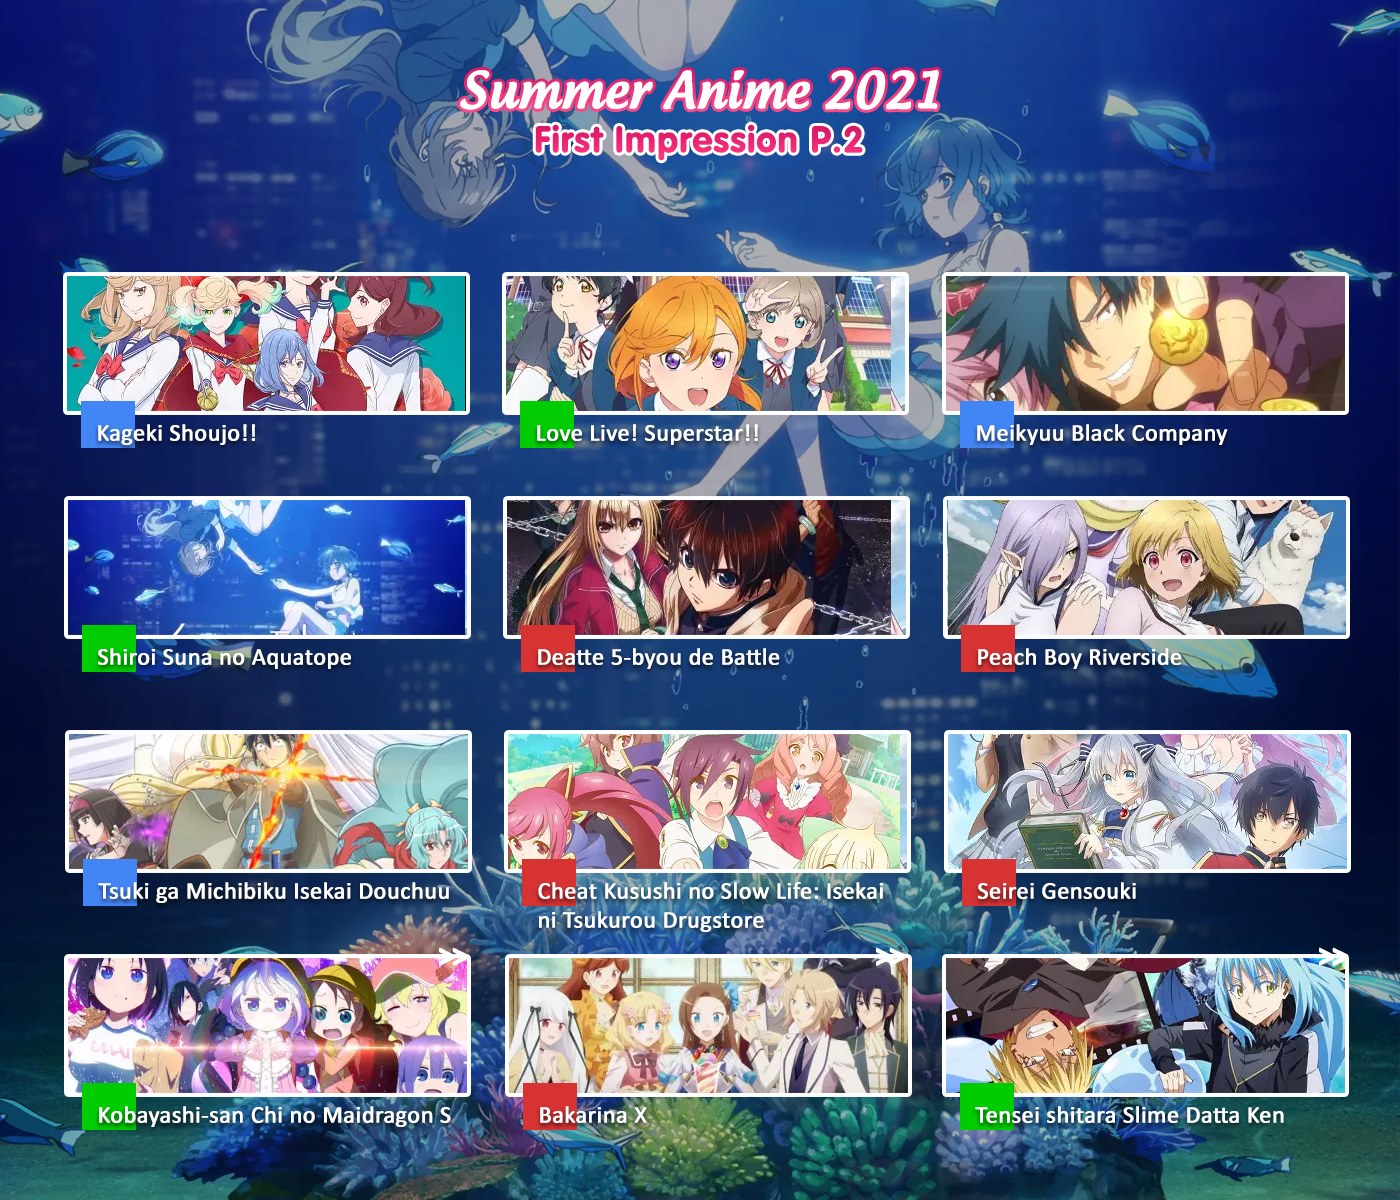 Summer Anime 2021
First Impression P.2
Kageki Shoujo!!
Love Live! Superstar!!
Meikyuu Black Company
Shiroi Suna no Aquatope
Deatte 5-byou de Battle
Peach Boy Riverside
Tsuki ga Michibiku Isekai Douchuu
Cheat Kusushi no Slow Life: Isekai
ni Tsukurou Drugstore
Seirei Gensouki
Kobayashi-san Chi no Maidragon S
Bakarina X
Tensei shitara Slime Datta Ken